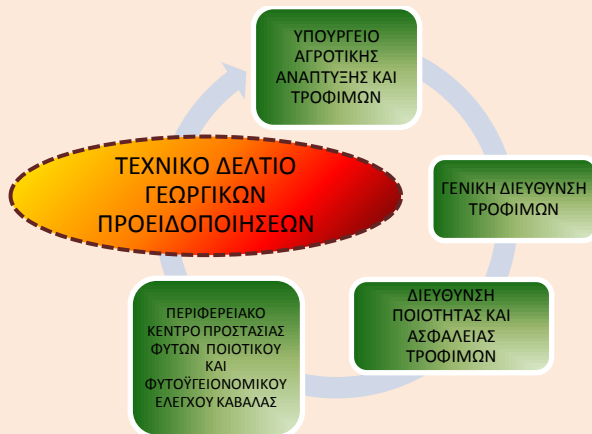 ΥΠΟΥΡΓΕΙΟ
ΑΓΡΟΤΙΚΗΣ
ΑΝΑΠΤΥΞΗΣ ΚΑΙ
ΤΡΟΦΙΜΩΝ
ΓΕΝΙΚΗ ΔΙΕΥΘΥΝΣΗ
ΤΡΟΦΙΜΩΝ
ΔΙΕΥΘΥΝΣΗ
ΠΟΙΟΤΗΤΑΣ ΚΑΙ
ΑΣΦΑΛΕΙΑΣ
ΤΡΟΦΙΜΩΝ
ΠΕΡΙΦΕΡΕΙΑΚΟ
ΚΕΝΤΡΟ ΠΡΟΣΤΑΣΙΑΣ
ΦΥΤΩΝ ΠΟΙΟΤΙΚΟΥ
ΚΑΙ
ΦΥΤΟΫΓΕΙΟΝΟΜΙΚΟΥ
ΕΛΕΓΧΟΥ ΚΑΒΑΛΑΣ
ΤΕΧΝΙΚΟ ΔΕΛΤΙΟ
ΓΕΩΡΓΙΚΩΝ
ΠΡΟΕΙΔΟΠΟΙΗΣΕΩΝ